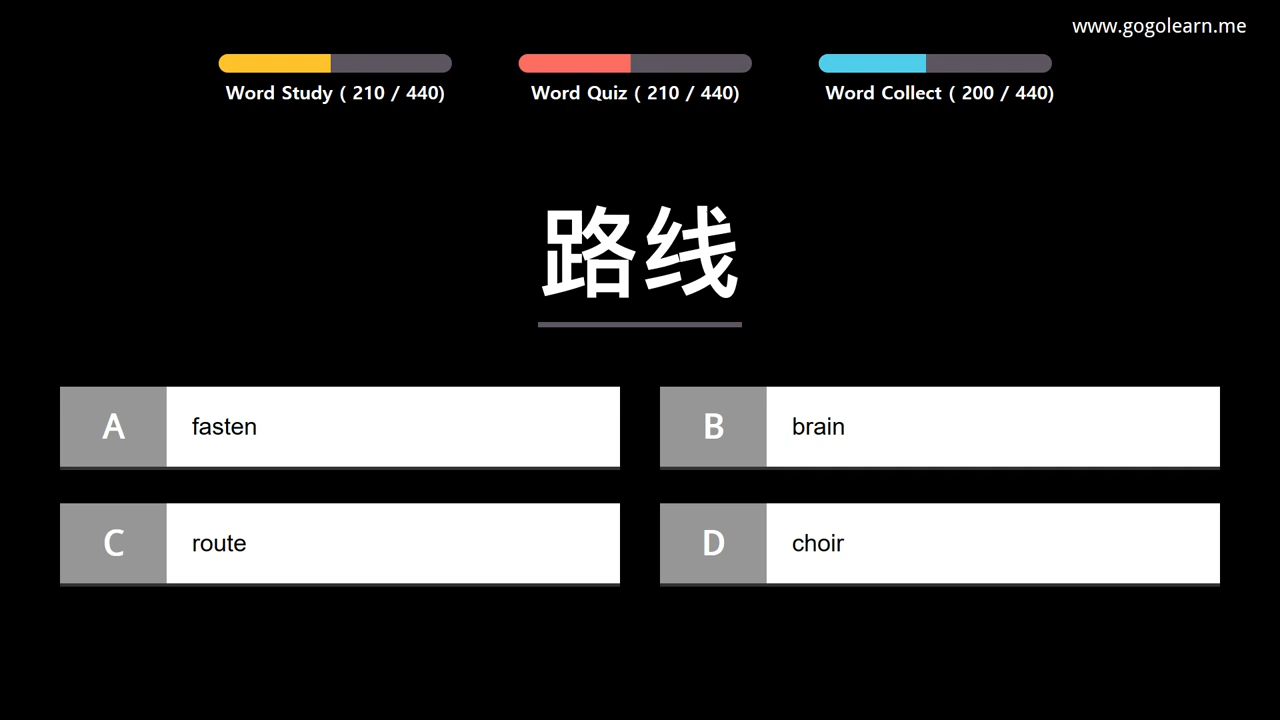 www.gogolearn.me
Word Study ( 210 / 440)
Word Quiz ( 210 / 440)
Word Collect ( 200 / 440)
路线
A fasten
B brain
C route
D choir